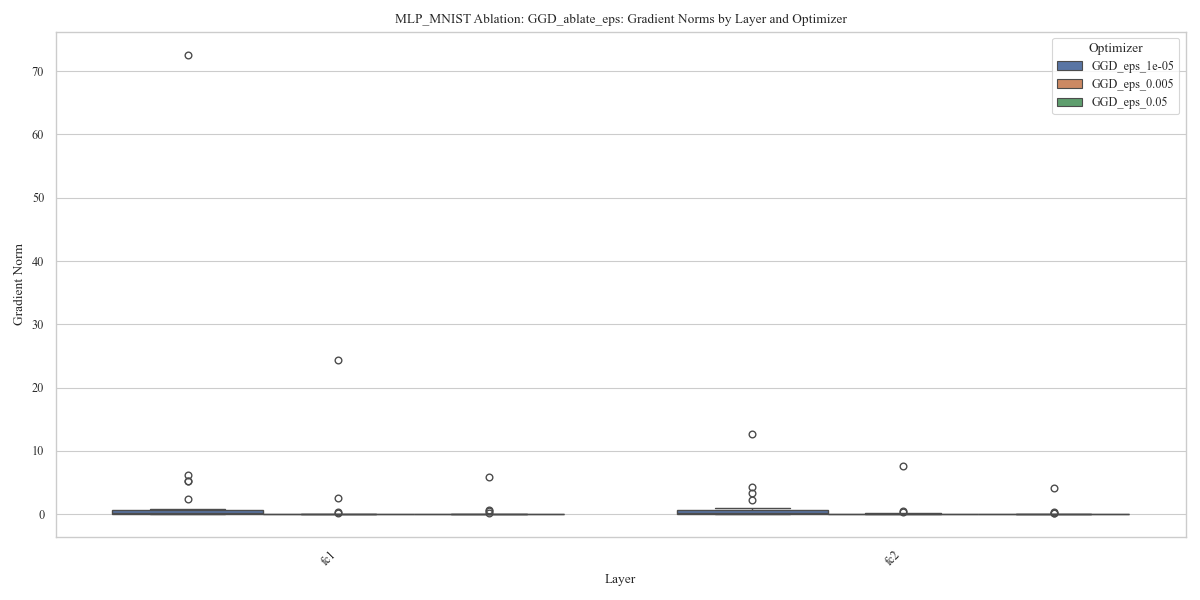 MLP_MNIST Ablation: GGD_ablate_eps: Gradient Norms by Layer and Optimizer
Optimizer
GGD_eps_1e-05
GGD_eps_0.005
GGD_eps_0.05
70
60
50
40
30
20
10
0
Gradient Norm
fc1
fc2
Layer